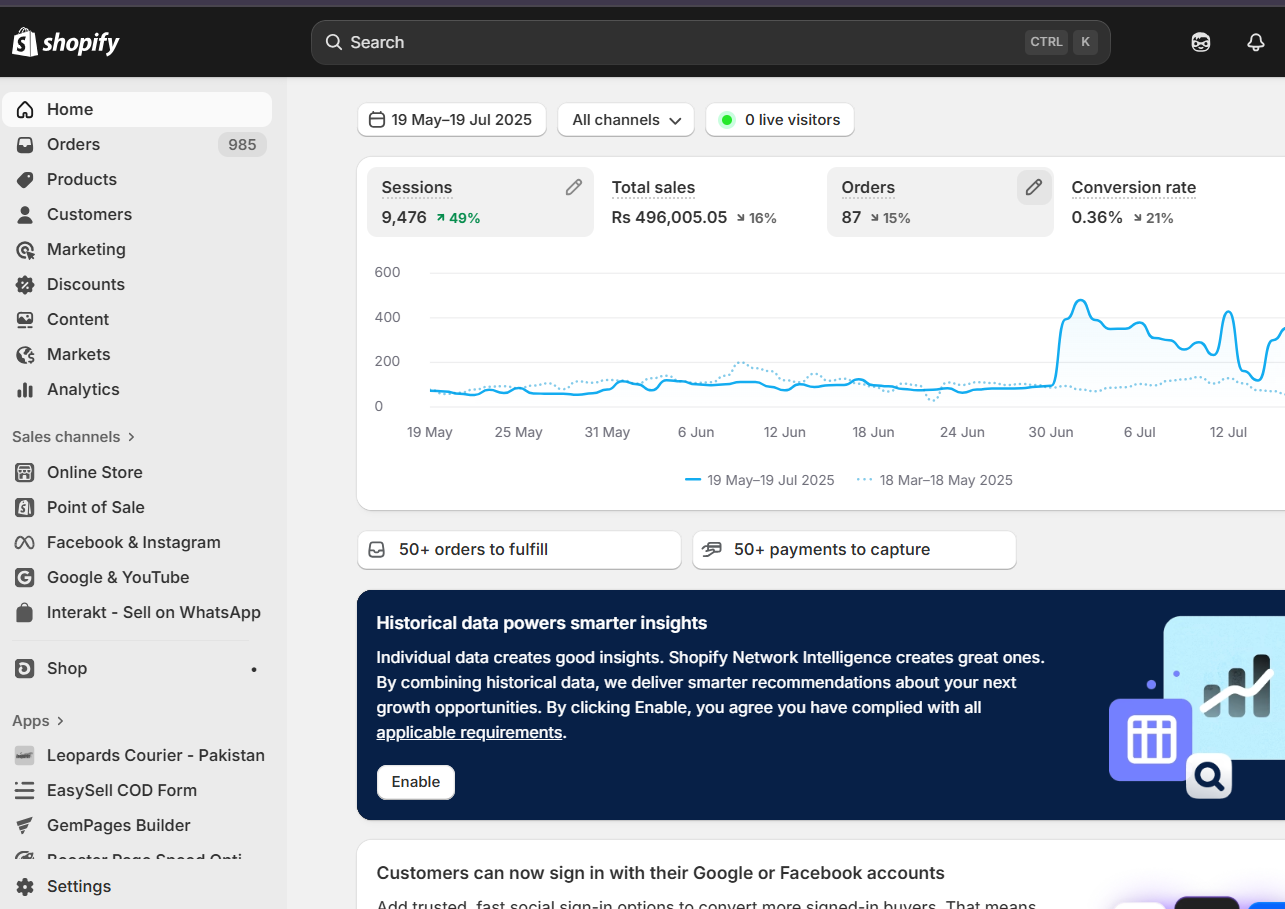 shopify
Search
CTRL K
Home
Orders 985
Products
Customers
Marketing
Discounts
Content
Markets
Analytics
Sales channels
Online Store
Point of Sale
Facebook & Instagram
Google & YouTube
Interakt - Sell on WhatsApp
Shop
Apps
Leopards Courier - Pakistan
EasySell COD Form
GemPages Builder
Booster Page Speed Opti
Settings
19 May–19 Jul 2025 All channels 0 live visitors
Sessions
9,476 49%
Total sales
Rs 496,005.05 16%
Orders
87 15%
Conversion rate
0.36% 21%
600
400
200
0
19 May 25 May 31 May 6 Jun 12 Jun 18 Jun 24 Jun 30 Jun 6 Jul 12 Jul
19 May–19 Jul 2025 18 Mar–18 May 2025
50+ orders to fulfill 50+ payments to capture
Historical data powers smarter insights
Individual data creates good insights. Shopify Network Intelligence creates great ones.
By combining historical data, we deliver smarter recommendations about your next
growth opportunities. By clicking Enable, you agree you have complied with all
applicable requirements.
Enable
Customers can now sign in with their Google or Facebook accounts
Add trusted, fast social sign-in options to convert more signed-in buyers. That means